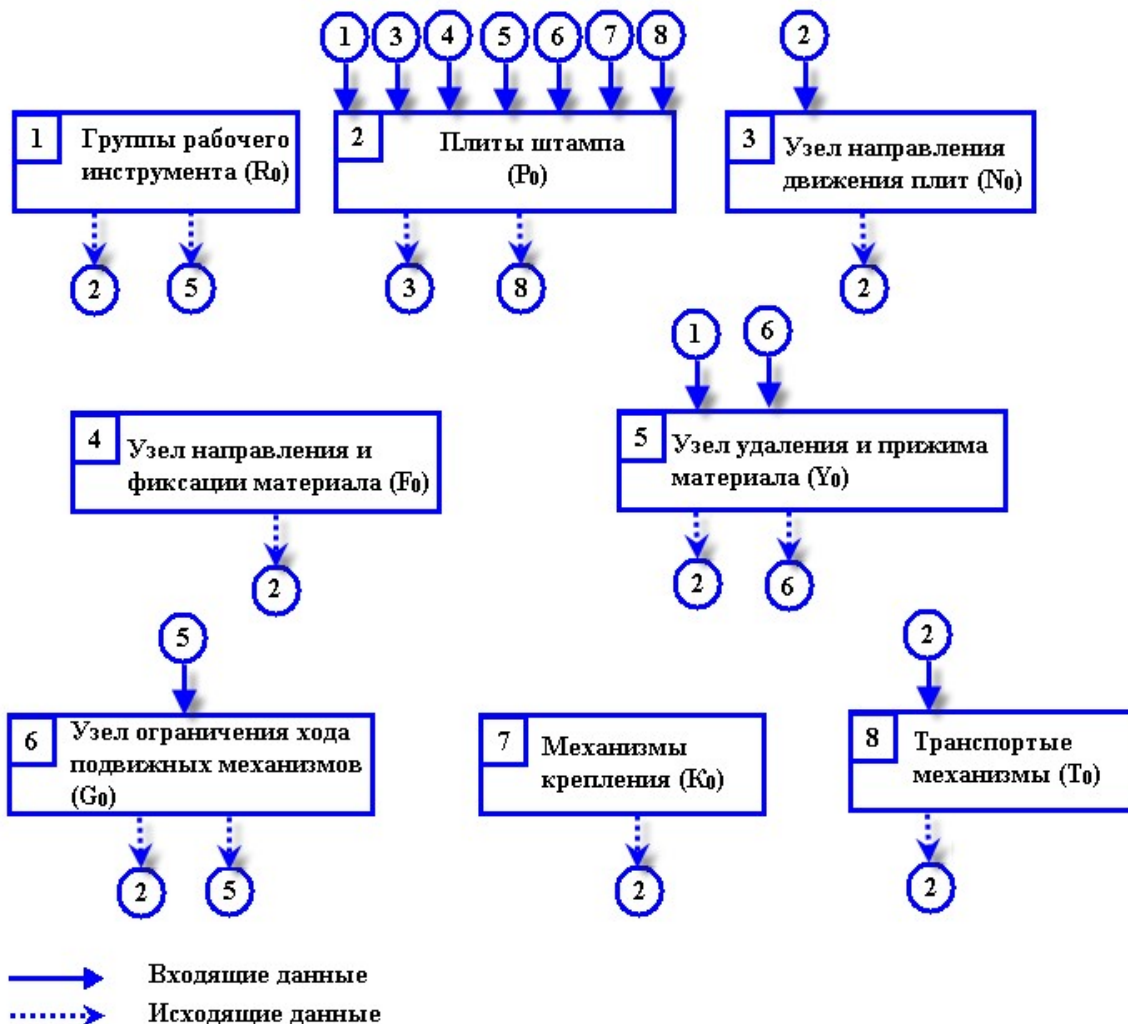 1 3 4 5 6 7 8
2
1 Группы рабочего
инструмента (R0)
2 Плиты штампа
(P0)
3 Узел направления
движения плит (N0)
2 5
3 8
2
1 6
4 Узел направления и
фиксации материала (F0)
5 Узел удаления и прижима
материала (Y0)
2
2 6
5
2
6 Узел ограничения хода
подвижных механизмов
(G0)
7 Механизмы
крепления (K0)
8 Транспортые
механизмы (T0)
2 5
2
2
Входящие данные
Исходящие данные